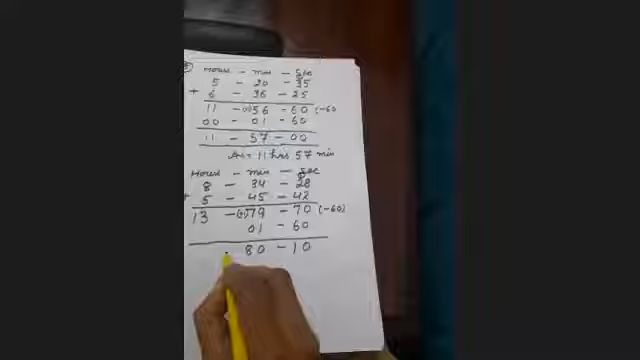 Hours - min - Sec
5 - 20 - 35
+ 6 - 36 - 25
11 - (+) 56 - 60 (-60
00 - 01 - 60
11 - 57 - 00
Ans = 11 hrs 57 min
Hours - min - Sec
8 - 34 - 28
+ 5 - 45 - 42
13 - (+) 79 - 70 (-60)
01 - 60
80 - 10